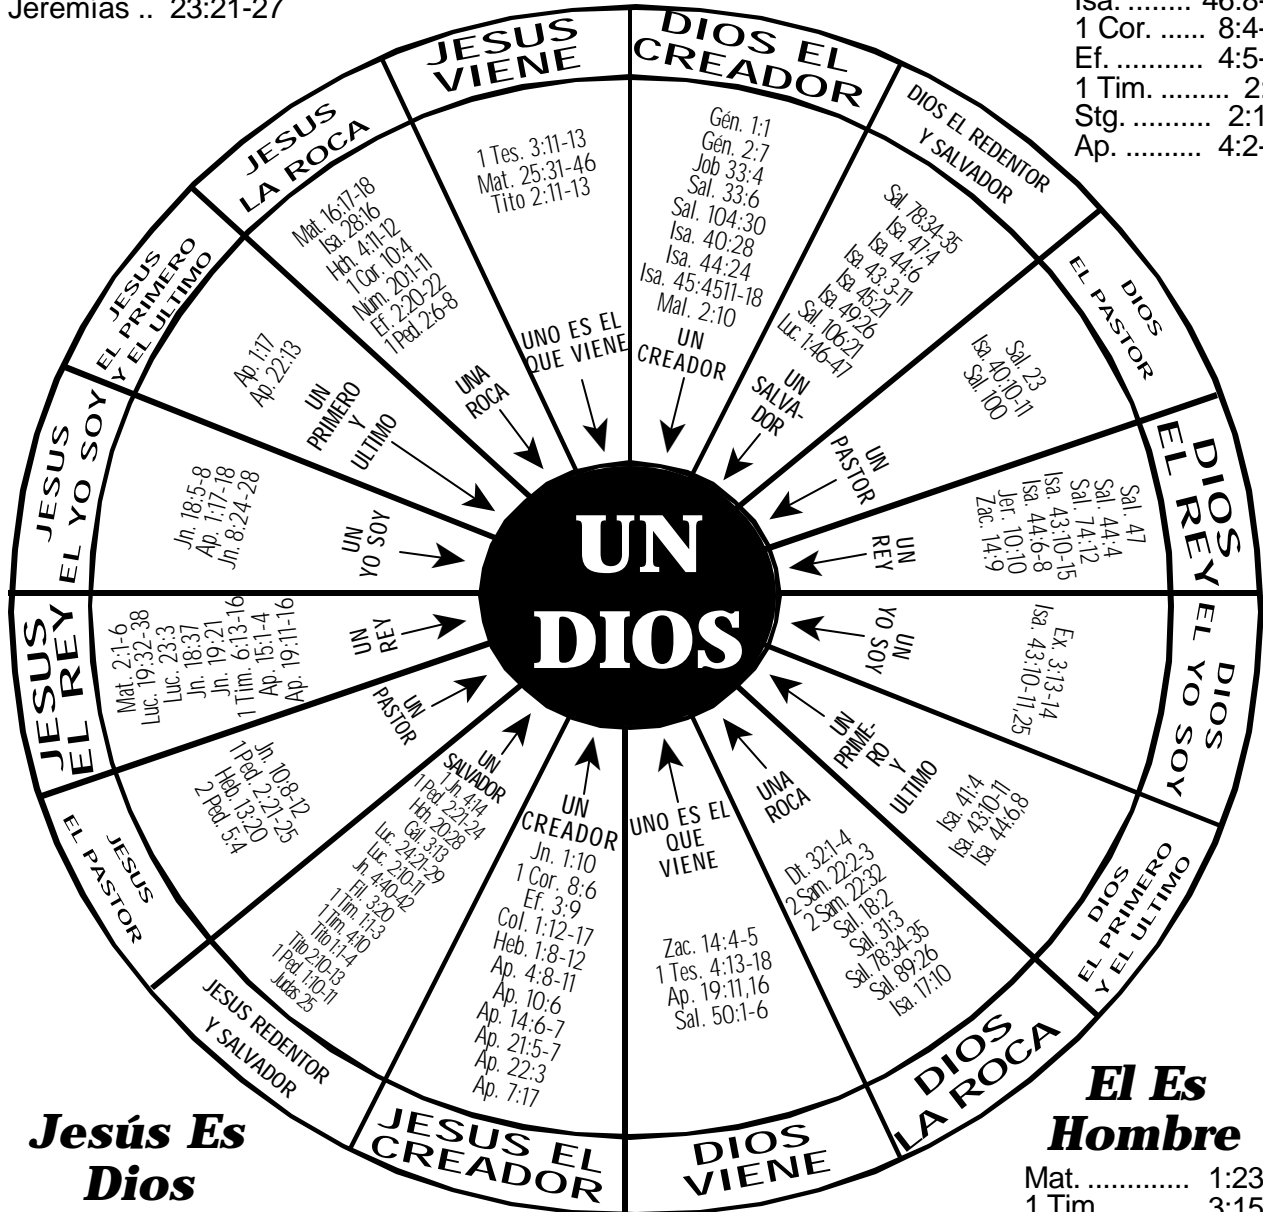 Jeremías .. 23:21-27
Isa. ........ 46:8-
1 Cor. ...... 8:4-
Ef. ........... 4:5-
1 Tim. ......... 2:
Stg. .......... 2:1
Ap. .......... 4:2-
DIOS EL
CREADOR
Gén. 1:1
Gén. 2:7
Job 33:4
Sal. 33:6
Sal. 104:30
Isa. 40:28
Isa. 44:24
Isa. 45:4511-18
Mal. 2:10
UN
CREADOR
DIOS EL REDENTOR
Y SALVADOR
Sal. 78:34-35
Isa. 47:4
Isa. 44:6
Isa. 43:3-11
Isa. 45:21
Isa. 49:26
Sal. 106:21
Luc. 1:46-47
UN
SALVA-
DOR
DIOS
EL PASTOR
Sal. 23
Isa. 40:10-11
Sal. 100
UN
PASTOR
DIOS
EL REY
Sal. 47
Sal. 44:4
Sal. 74:12
Isa. 43:10-15
Isa. 44:6-8
Jer. 10:10
Zac. 14:9
UN
REY
DIOS
EL YO SOY
Ex. 3:13-14
Isa. 43:10-11,25
UN
YO SOY
DIOS
EL PRIMERO
Y EL ULTIMO
Isa. 41:4
Isa. 43:10-11
Isa. 44:6,8
UN
PRIME-
RO
Y
ULTIMO
DIOS
LA ROCA
UNA
ROCA
Dt. 32:1-4
2 Sam. 22:2-3
2 Sam. 22:32
Sal. 18:2
Sal. 31:3
Sal. 78:34-35
Sal. 89:26
Isa. 17:10
DIOS
VIENE
UNO ES EL
QUE
VIENE
Zac. 14:4-5
1 Tes. 4:13-18
Ap. 19:11,16
Sal. 50:1-6
JESUS EL
CREADOR
UN
CREADOR
Jn. 1:10
1 Cor. 8:6
Ef. 3:9
Col. 1:12-17
Heb. 1:8-12
Ap. 4:8-11
Ap. 10:6
Ap. 14:6-7
Ap. 21:5-7
Ap. 22:3
Ap. 7:17
JESUS REDENTOR
Y SALVADOR
UN
SALVADOR
1 Jn. 4:14
1 Ped. 2:21-24
Hch. 20:28
Gál. 3:13
Luc. 24:21-29
Luc. 2:10-11
Jn. 4:40-42
Fil. 3:20
1 Tim. 1:1-3
1 Tim. 4:10
Tito 1:1-4
Tito 2:10-13
1 Ped. 1:10-11
Judas 25
JESUS
EL PASTOR
UN
PASTOR
Jn. 10:8-12
1 Ped. 2:21-25
Heb. 13:20
2 Ped. 5:4
JESUS
EL REY
Mat. 2:1-6
Luc. 19:32-38
Luc. 23:3
Jn. 18:37
Jn. 19:21
1 Tim. 6:13-16
Ap. 15:1-4
Ap. 19:11-16
UN
REY
JESUS
EL YO SOY
Jn. 18:5-8
Ap. 1:17-18
Jn. 8:24-28
UN
YO SOY
JESUS
EL PRIMERO
Y EL ULTIMO
Ap. 1:17
Ap. 22:13
UN
PRIMERO
Y
ULTIMO
JESUS
LA ROCA
Mat. 16:17-18
Isa. 28:16
Hch. 4:11-12
1 Cor. 10:4
Num. 20:1-11
Ef. 2:20-22
1 Ped. 2:6-8
UNA
ROCA
JESUS
VIENE
1 Tes. 3:11-13
Mat. 25:31-46
Tito 2:11-13
UNO ES EL
QUE VIENE
UN
DIOS
Jesús Es
Dios
El Es
Hombre
Mat. ............. 1:23
1 Tim. 3:15